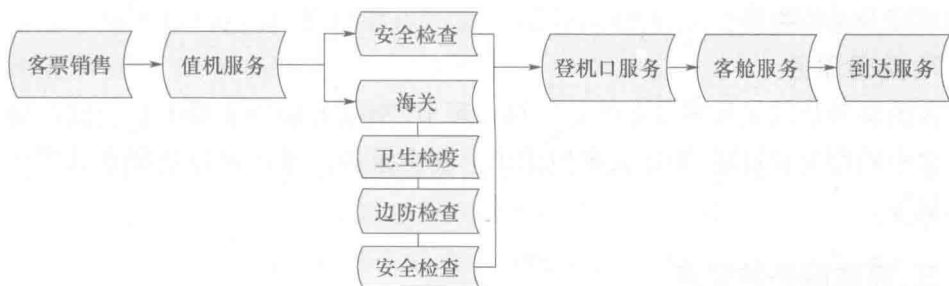 客票销售
值机服务
安全检查
海关
卫生检疫
边防检查
安全检查
登机口服务
客舱服务
到达服务